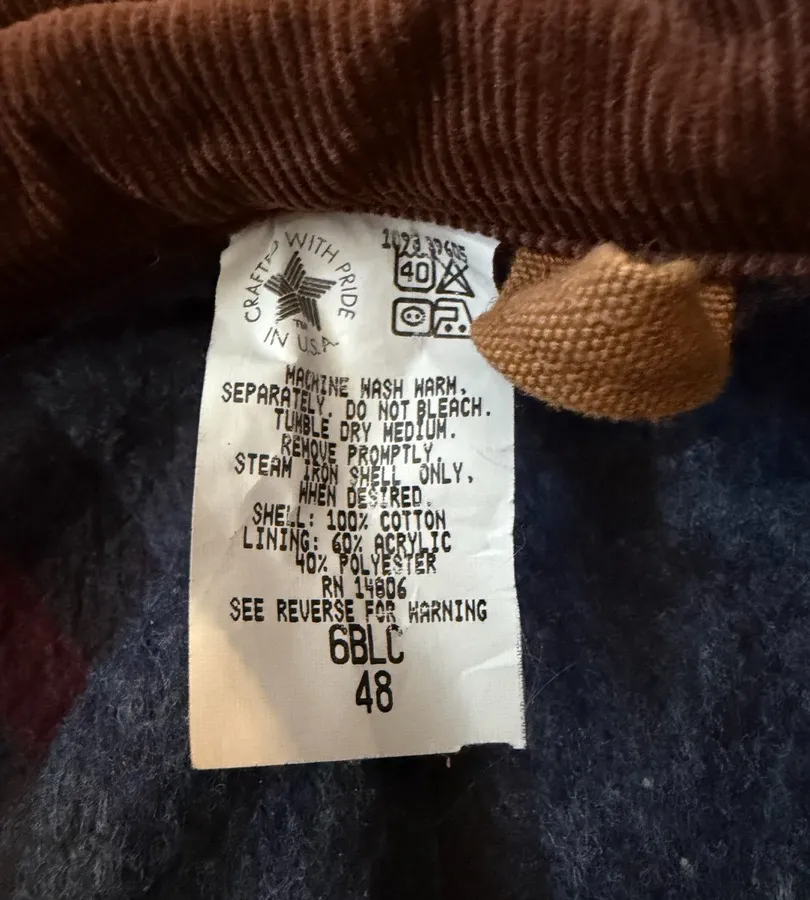 CRAFTED WITH PRIDE
TM
IN U.S.A.
40
MACHINE WASH WARM,
SEPARATELY. DO NOT BLEACH.
TUMBLE DRY MEDIUM.
REMOVE PROMPTLY.
STEAM IRON SHELL ONLY,
WHEN DESIRED.
SHELL: 100% COTTON
LINING: 60% ACRYLIC
40% POLYESTER
RN 14806
SEE REVERSE FOR WARNING
6BLC
48